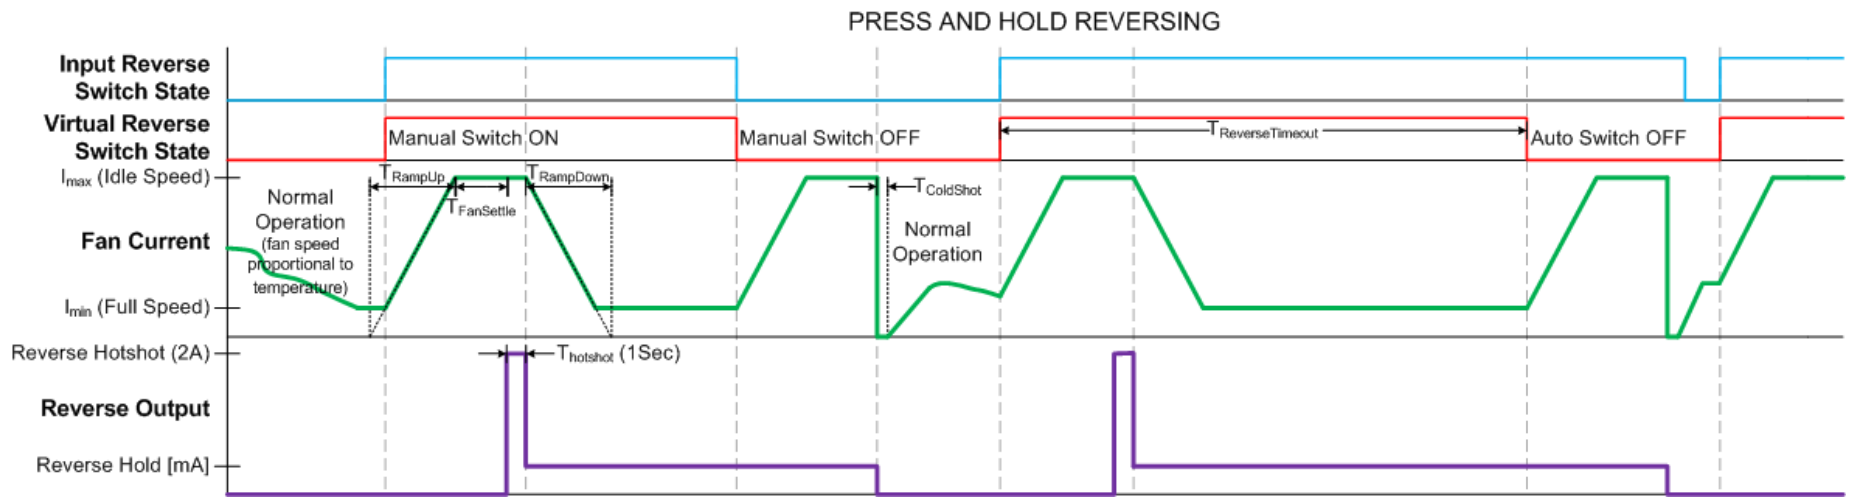 PRESS AND HOLD REVERSING
Input Reverse
Switch State
Virtual Reverse
Switch State
Manual Switch ON
Manual Switch OFF
TReverseTimeout
Auto Switch OFF
Imax (Idle Speed)
TRampUp
TRampDown
TFanSettle
TColdShot
Normal
Operation
(fan speed
proportional to
temperature)
Normal
Operation
Fan Current
Imin (Full Speed)
Reverse Hotshot (2A)
Thotshot (1Sec)
Reverse Output
Reverse Hold [mA]